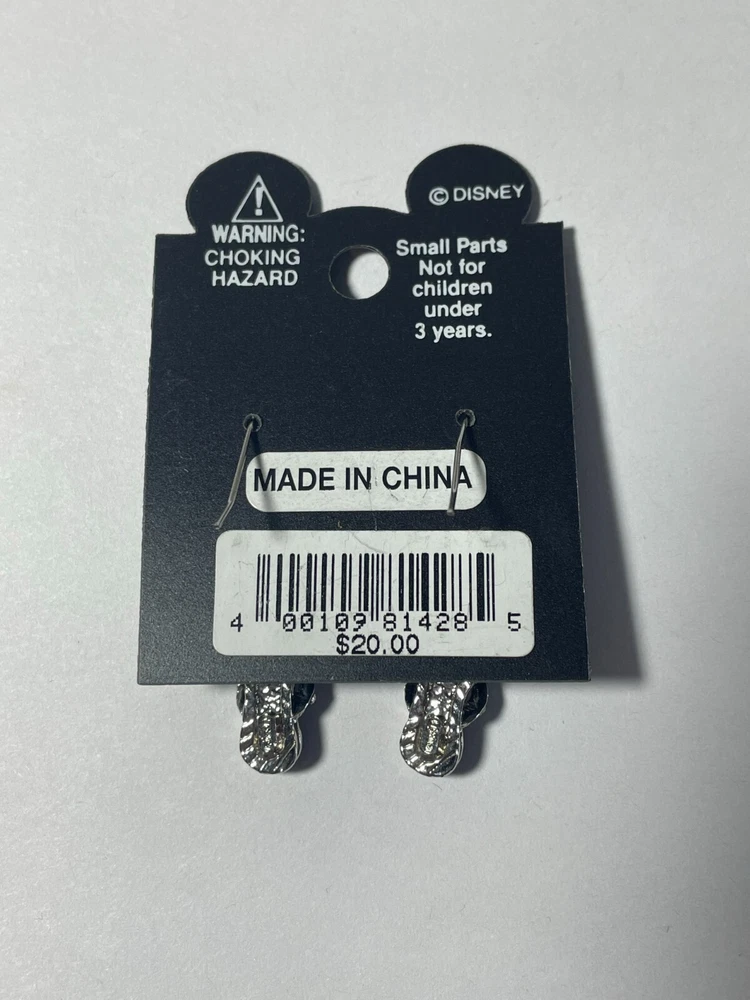 WARNING:
CHOKING
HAZARD
© DISNEY
Small Parts
Not for
children
under
3 years.
MADE IN CHINA
4 00109 81428 5
$20.00